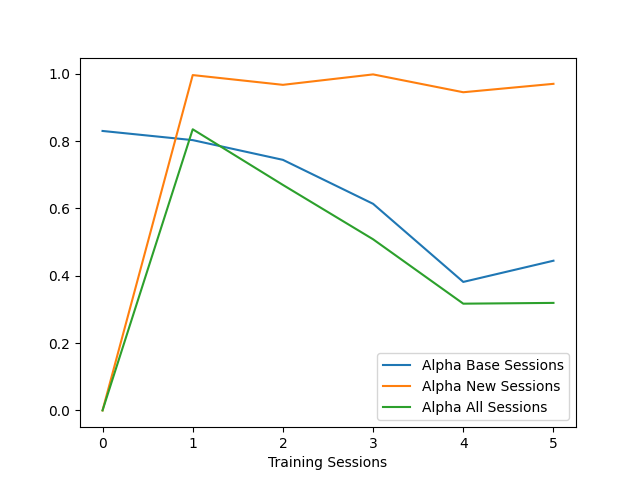 1.0
0.8
0.6
0.4
0.2
0.0
Alpha Base Sessions
Alpha New Sessions
Alpha All Sessions
0 1 2 3 4 5
Training Sessions